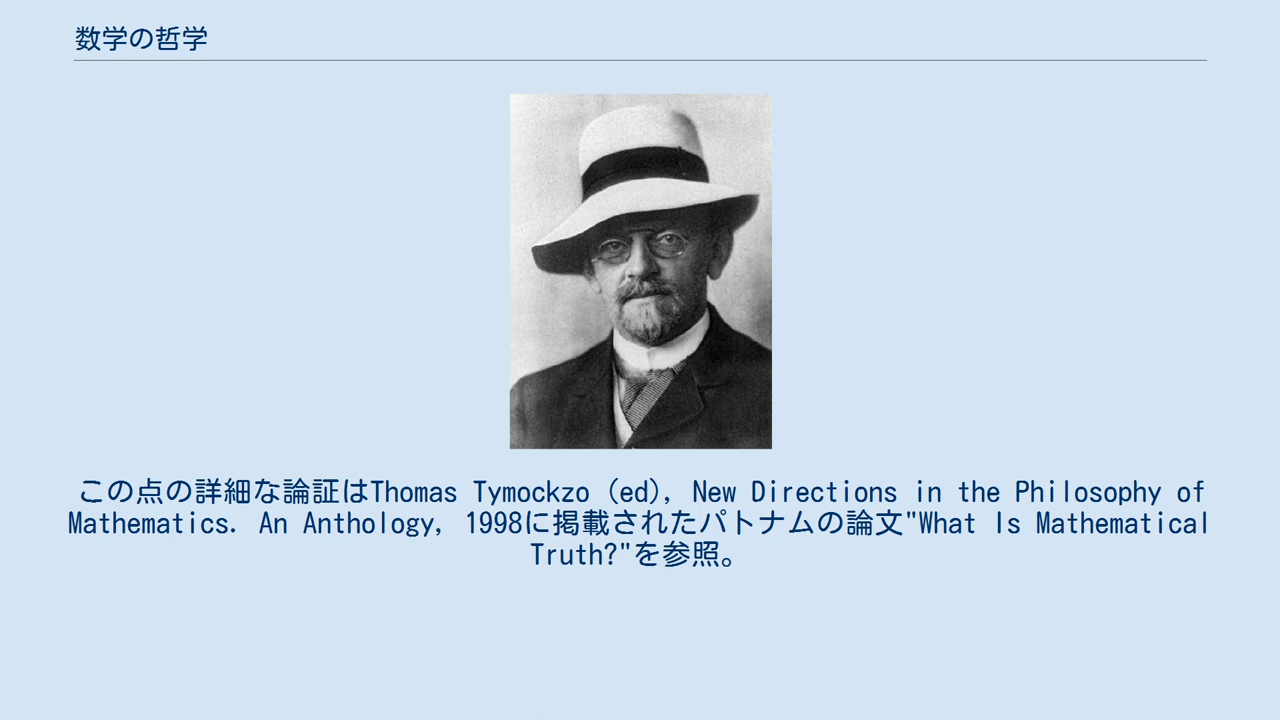 数学の哲学
この点の詳細な論証はThomas Tymockzo (ed), New Directions in the Philosophy of
Mathematics. An Anthology, 1998に掲載されたパトナムの論文"What Is Mathematical
Truth?"を参照。